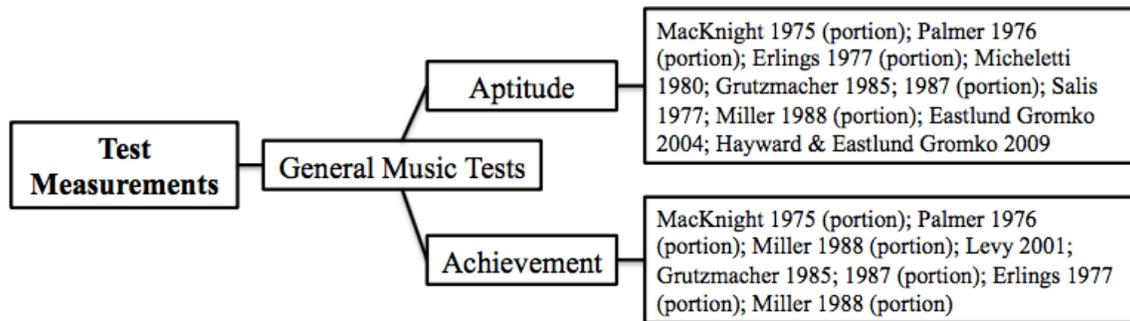 Test
Measurements
General Music Tests
Aptitude
MacKnight 1975 (portion); Palmer 1976
(portion); Erlings 1977 (portion); Micheletti
1980; Grutzmacher 1985; 1987 (portion); Salis
1977; Miller 1988 (portion); Eastlund Gromko
2004; Hayward & Eastlund Gromko 2009
Achievement
MacKnight 1975 (portion); Palmer 1976
(portion); Miller 1988 (portion); Levy 2001;
Grutzmacher 1985; 1987 (portion); Erlings 1977
(portion); Miller 1988 (portion)